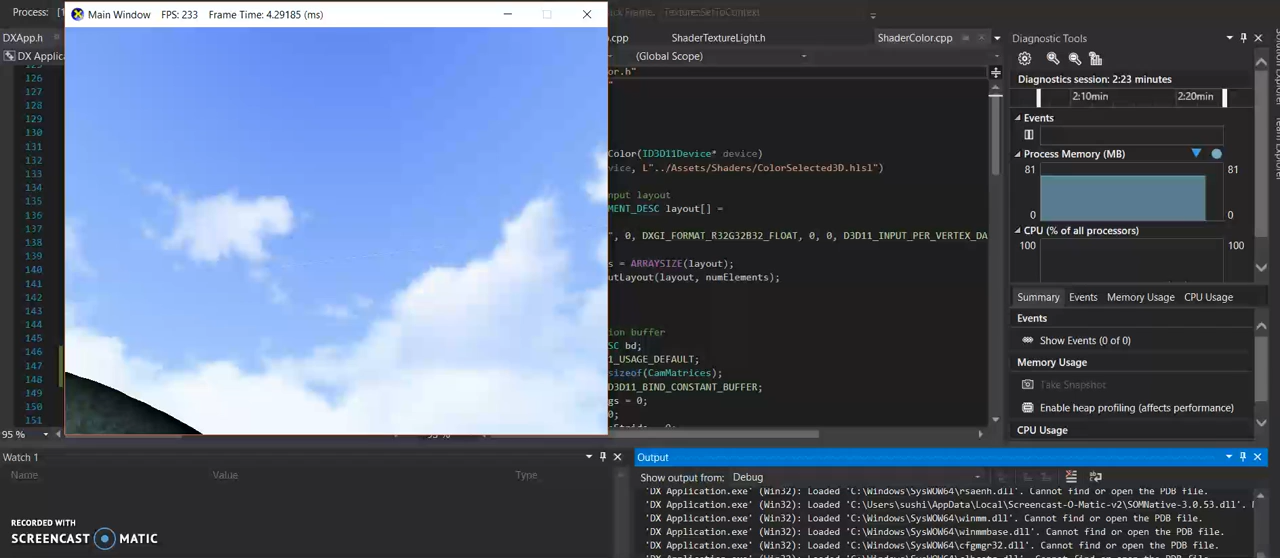 Process: [1
Main Window FPS: 233 Frame Time: 4.29185 (ms)
ck Frame: Texture::SetToContext
DXApp.h
.cpp
ShaderTextureLight.h
ShaderColor.cpp
DX Applica
(Global Scope)
126
127
128
129
130
131
132
133
134
135
136
137
138
139
140
141
142
143
144
145
146
147
148
149
150
151
or.h"
"
Color(ID3D11Device* device)
vice, L"../Assets/Shaders/ColorSelected3D.hlsl")
nput layout
MENT_DESC layout[] =
", 0, DXGI_FORMAT_R32G32B32_FLOAT, 0, 0, D3D11_INPUT_PER_VERTEX_DA
s = ARRAYSIZE(layout);
utLayout(layout, numElements);
ion buffer
SC bd;
1_USAGE_DEFAULT;
sizeof(CamMatrices);
D3D11_BIND_CONSTANT_BUFFER;
gs = 0;
0;
95 %
Diagnostic Tools
Diagnostics session: 2:23 minutes
2:10min 2:20min
Events
Process Memory (MB)
81 81
0 0
CPU (% of all processors)
100 100
Summary Events Memory Usage CPU Usage
Events
Show Events (0 of 0)
Memory Usage
Take Snapshot
Enable heap profiling (affects performance)
CPU Usage
Solution Explorer
Team Explorer
Watch 1
Name Value Type
RECORDED WITH
SCREENCAST MATIC
Output
Show output from: Debug
'DX Application.exe' (Win32): Loaded 'C:\Windows\SysWOW64\rsaenh.dll'. Cannot find or open the PDB file.
'DX Application.exe' (Win32): Loaded 'C:\Users\sushi\AppData\Local\Screencast-O-Matic-v2\SOMNative-3.0.53.dll'.
'DX Application.exe' (Win32): Loaded 'C:\Windows\SysWOW64\winmm.dll'. Cannot find or open the PDB file.
'DX Application.exe' (Win32): Loaded 'C:\Windows\SysWOW64\winmmbase.dll'. Cannot find or open the PDB file.
'DX Application.exe' (Win32): Loaded 'C:\Windows\SysWOW64\cfgmgr32.dll'. Cannot find or open the PDB file.